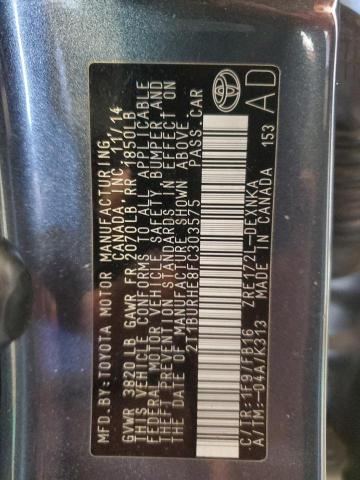 MFD.BY:TOYOTA MOTOR MANUFACTURING
CANADA INC. 11/14
GVWR 3820LB GAWR FR 2070LB RR 1850LB
THIS VEHICLE CONFORMS TO ALL APPLICABLE
FEDERAL MOTOR VEHICLE SAFETY BUMPER AND
THEFT PREVENTION STANDARDS IN EFFECT ON
THE DATE OF MANUFACTURE SHOWN ABOVE.
2T1BURHE8FC303575 PASS.CAR
C/TR:1F9/FB16 ZRE172L-DEXNKA
A/TM:-04A/K313 MADE IN CANADA 153
AD